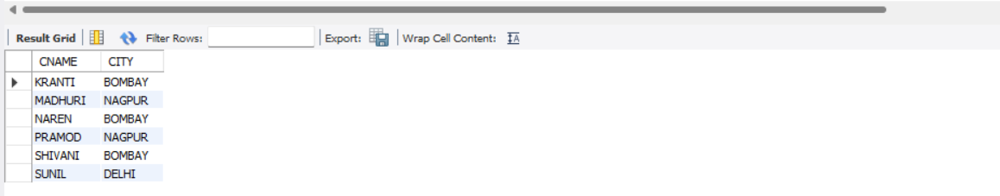 Result Grid Filter Rows: Export: Wrap Cell Content: IA
CNAME CITY
KRANTI BOMBAY
MADHURI NAGPUR
NAREN BOMBAY
PRAMOD NAGPUR
SHIVANI BOMBAY
SUNIL DELHI